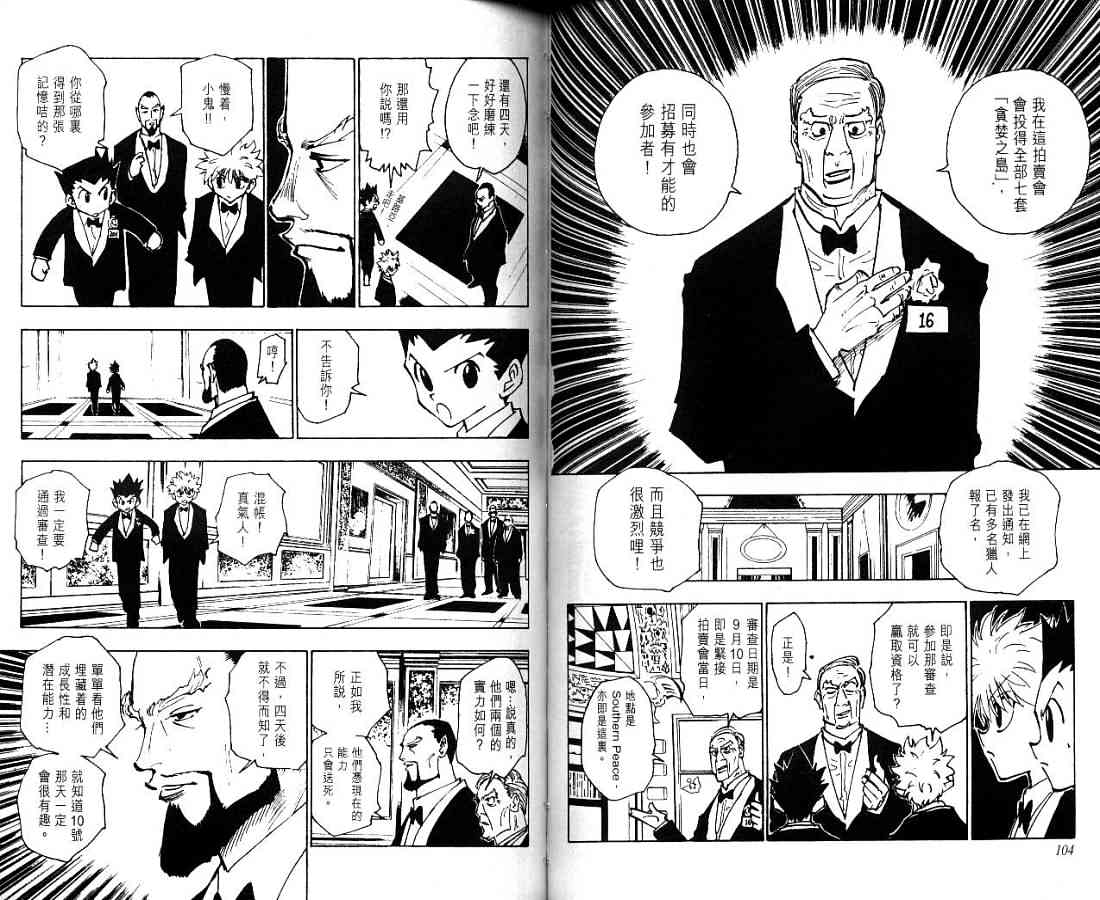 我在這拍賣會
會投得全部七套
「貪婪之島」，
同時也會
招募有才能的
參加者！
16
我已在網上
發出通知，
已有多名獵人
報了名，
而且競爭也
很激烈哩！
即是說，
參加那審查
就可以
贏取資格了？
正是！
審查日期是
9月10日，
即是緊接
拍賣會當日，
地點是
Southern Peace，
亦即是這裏。
16
104
還有四天，
好好磨練
一下念吧！
那還用
你說嗎!?
走吧！
慢着，
小鬼!!
你從哪裏
得到那張
記憶咭的？
不告訴你！
哼！
混帳！
真氣人！
我一定要
通過審查！
嗯…說真的，
他們兩個的
實力如何？
正如我
所說，
他們憑現在的
能力
只會送死。
不過，四天後
就不得而知了，
單單看他們
埋藏着的
成長性和
潛在能力…
就知道10號
那天一定
會很有趣。